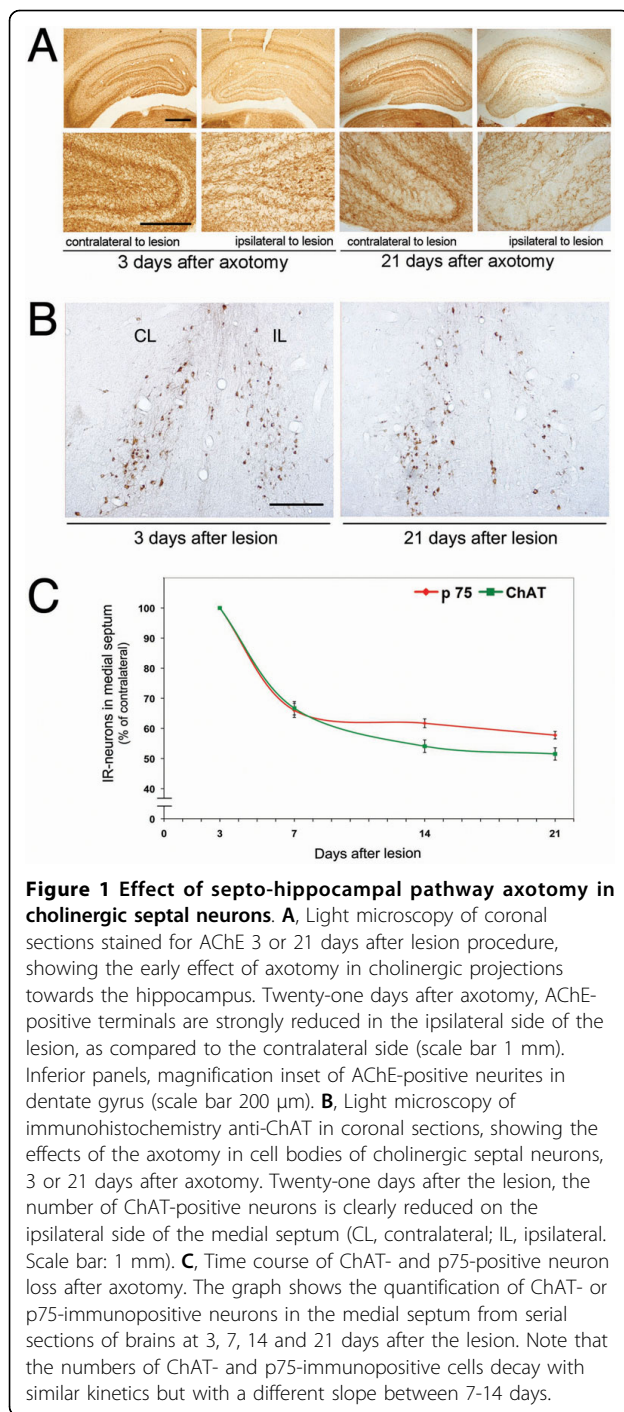 A
contralateral to lesion
ipsilateral to lesion
contralateral to lesion
ipsilateral to lesion
3 days after axotomy
21 days after axotomy
B
CL
IL
3 days after lesion
21 days after lesion
C
p 75
ChAT
IR-neurons in medial septum
(% of contralateral)
100
90
80
70
60
50
40
0
0
3
7
14
21
Days after lesion
Figure 1 Effect of septo-hippocampal pathway axotomy in
cholinergic septal neurons. A, Light microscopy of coronal
sections stained for AChE 3 or 21 days after lesion procedure,
showing the early effect of axotomy in cholinergic projections
towards the hippocampus. Twenty-one days after axotomy, AChE-
positive terminals are strongly reduced in the ipsilateral side of the
lesion, as compared to the contralateral side (scale bar 1 mm).
Inferior panels, magnification inset of AChE-positive neurites in
dentate gyrus (scale bar 200 μm). B, Light microscopy of
immunohistochemistry anti-ChAT in coronal sections, showing the
effects of the axotomy in cell bodies of cholinergic septal neurons,
3 or 21 days after axotomy. Twenty-one days after the lesion, the
number of ChAT-positive neurons is clearly reduced on the
ipsilateral side of the medial septum (CL, contralateral; IL, ipsilateral.
Scale bar: 1 mm). C, Time course of ChAT- and p75-positive neuron
loss after axotomy. The graph shows the quantification of ChAT- or
p75-immunopositive neurons in the medial septum from serial
sections of brains at 3, 7, 14 and 21 days after the lesion. Note that
the numbers of ChAT- and p75-immunopositive cells decay with
similar kinetics but with a different slope between 7-14 days.